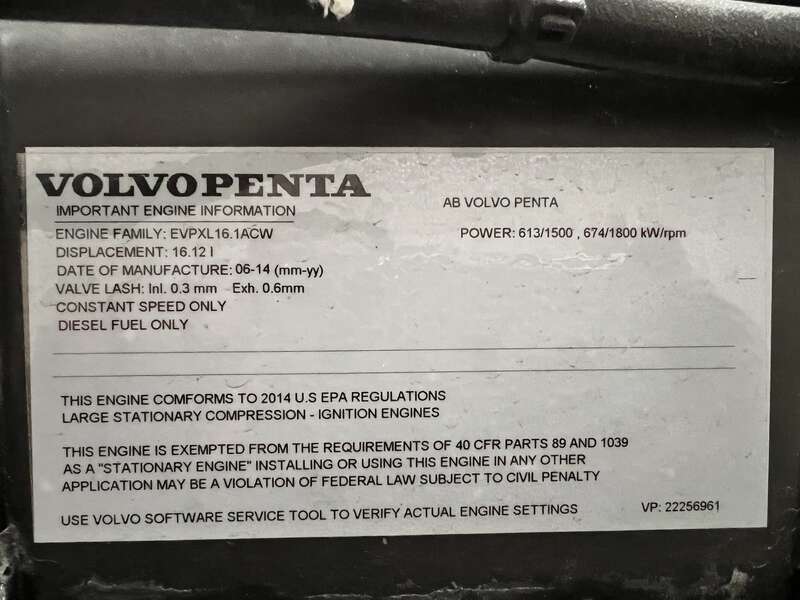 VOLVO PENTA
IMPORTANT ENGINE INFORMATION
AB VOLVO PENTA
ENGINE FAMILY: EVPXL16.1ACW
POWER: 613/1500 , 674/1800 kW/rpm
DISPLACEMENT: 16.12 l
DATE OF MANUFACTURE: 06-14 (mm-yy)
VALVE LASH: Inl. 0.3 mm Exh. 0.6mm
CONSTANT SPEED ONLY
DIESEL FUEL ONLY
THIS ENGINE COMFORMS TO 2014 U.S EPA REGULATIONS
LARGE STATIONARY COMPRESSION - IGNITION ENGINES
THIS ENGINE IS EXEMPTED FROM THE REQUIREMENTS OF 40 CFR PARTS 89 AND 1039
AS A "STATIONARY ENGINE" INSTALLING OR USING THIS ENGINE IN ANY OTHER
APPLICATION MAY BE A VIOLATION OF FEDERAL LAW SUBJECT TO CIVIL PENALTY
USE VOLVO SOFTWARE SERVICE TOOL TO VERIFY ACTUAL ENGINE SETTINGS
VP: 22256961